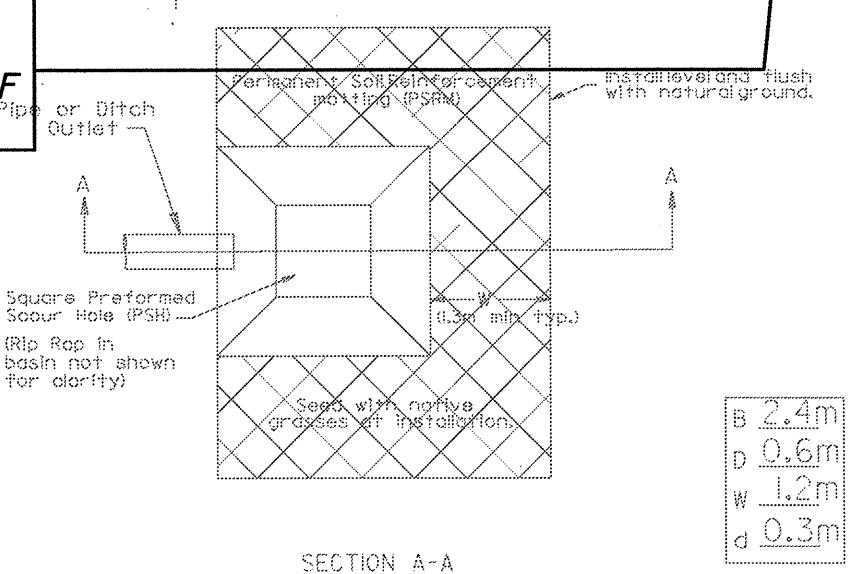 F
Pipe or Ditch
Outlet
Permanent Soil Reinforcement
matting (PSRM)
Install level and flush
with natural ground.
A
A
Square Preformed
Scour Hole (PSH)
(Rip Rap in
basin not shown
for clarity)
W
(1.3m min. typ.)
Seed with native
grasses at installation.
B 2.4m
D 0.6m
W 1.2m
d 0.3m
SECTION A-A